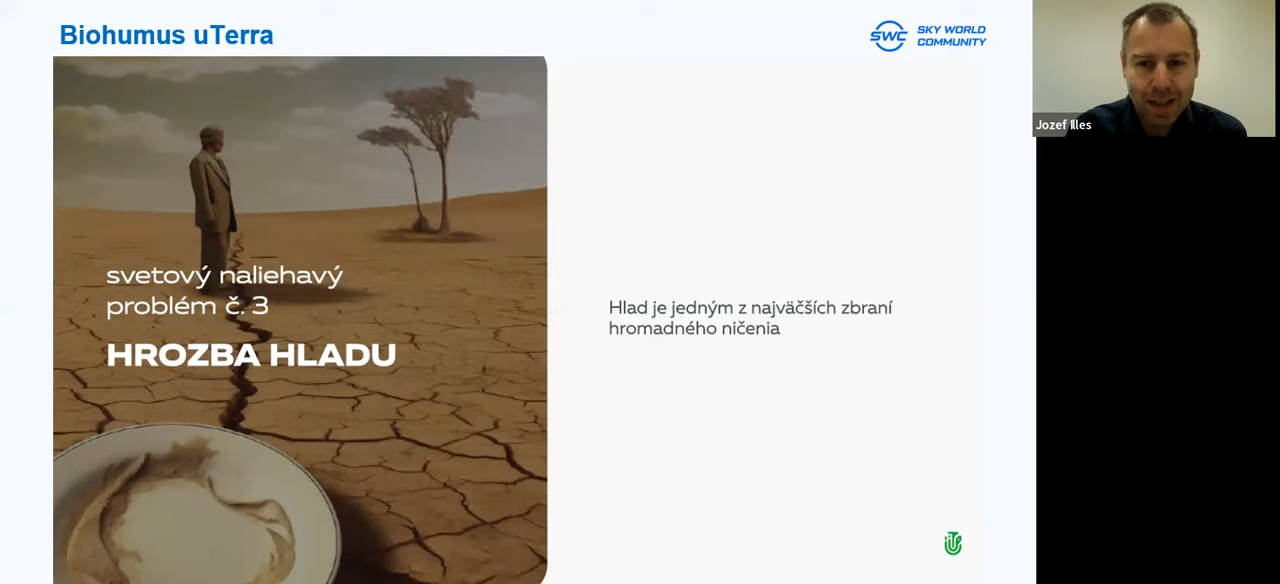 Biohumus uTerra
SWC SKY WORLD
COMMUNITY
Jozef Illes
svetový naliehavý
problém č. 3
HROZBA HLADU
Hlad je jedným z najväčších zbraní
hromadného ničenia